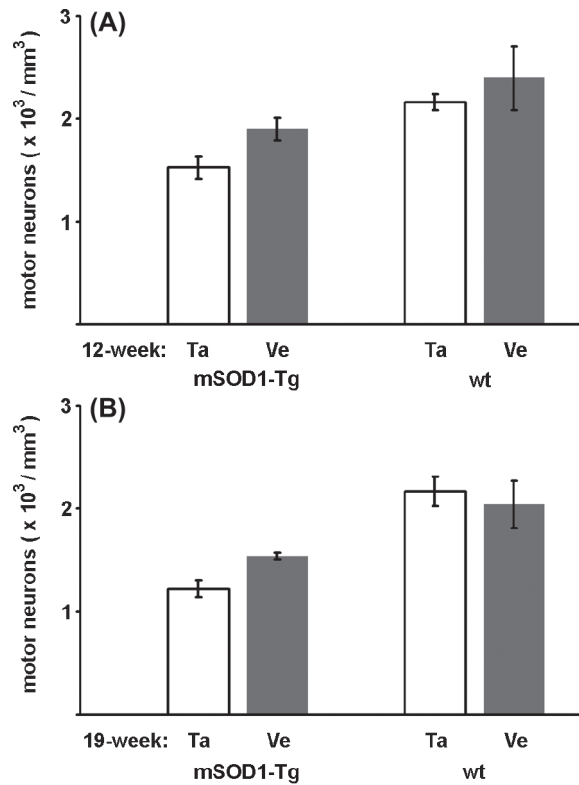 (A)
motor neurons ( x 10³ / mm³ )
3
2
1
12-week: Ta Ve Ta Ve
mSOD1-Tg wt
(B)
motor neurons ( x 10³ / mm³ )
3
2
1
19-week: Ta Ve Ta Ve
mSOD1-Tg wt